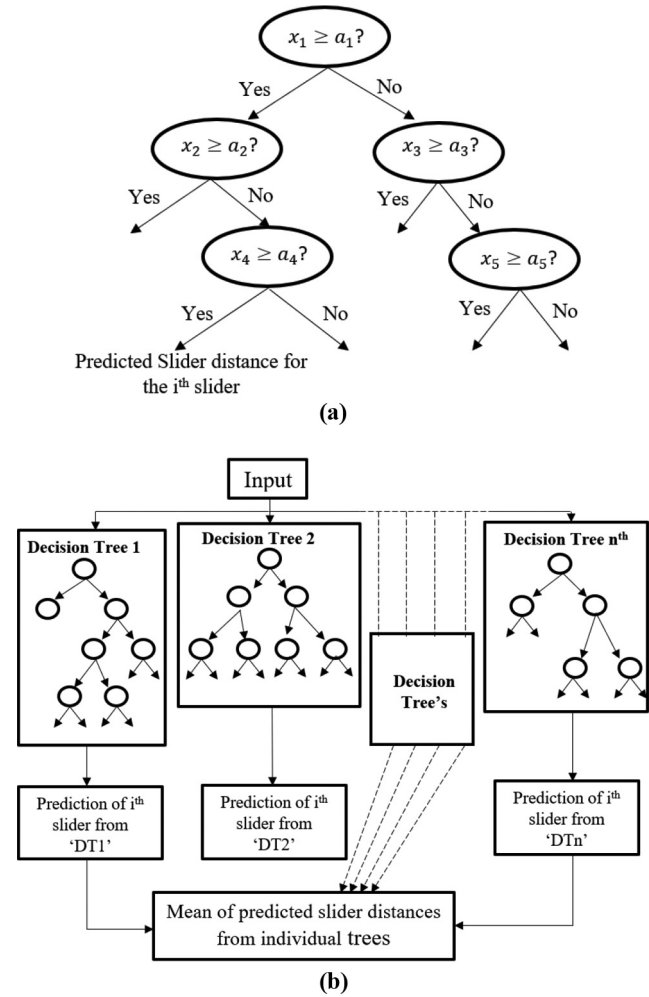 x₁ ≥ a₁?
Yes No
x₂ ≥ a₂? x₃ ≥ a₃?
Yes No Yes No
x₄ ≥ a₄? x₅ ≥ a₅?
Yes No Yes No
Predicted Slider distance for
the iᵗʰ slider
(a)
Input
Decision Tree 1
Decision Tree 2
Decision Tree nᵗʰ
Decision
Tree's
Prediction of iᵗʰ
slider from
‘DT1’
Prediction of iᵗʰ
slider from
‘DT2’
Prediction of iᵗʰ
slider from
‘DTn’
Mean of predicted slider distances
from individual trees
(b)